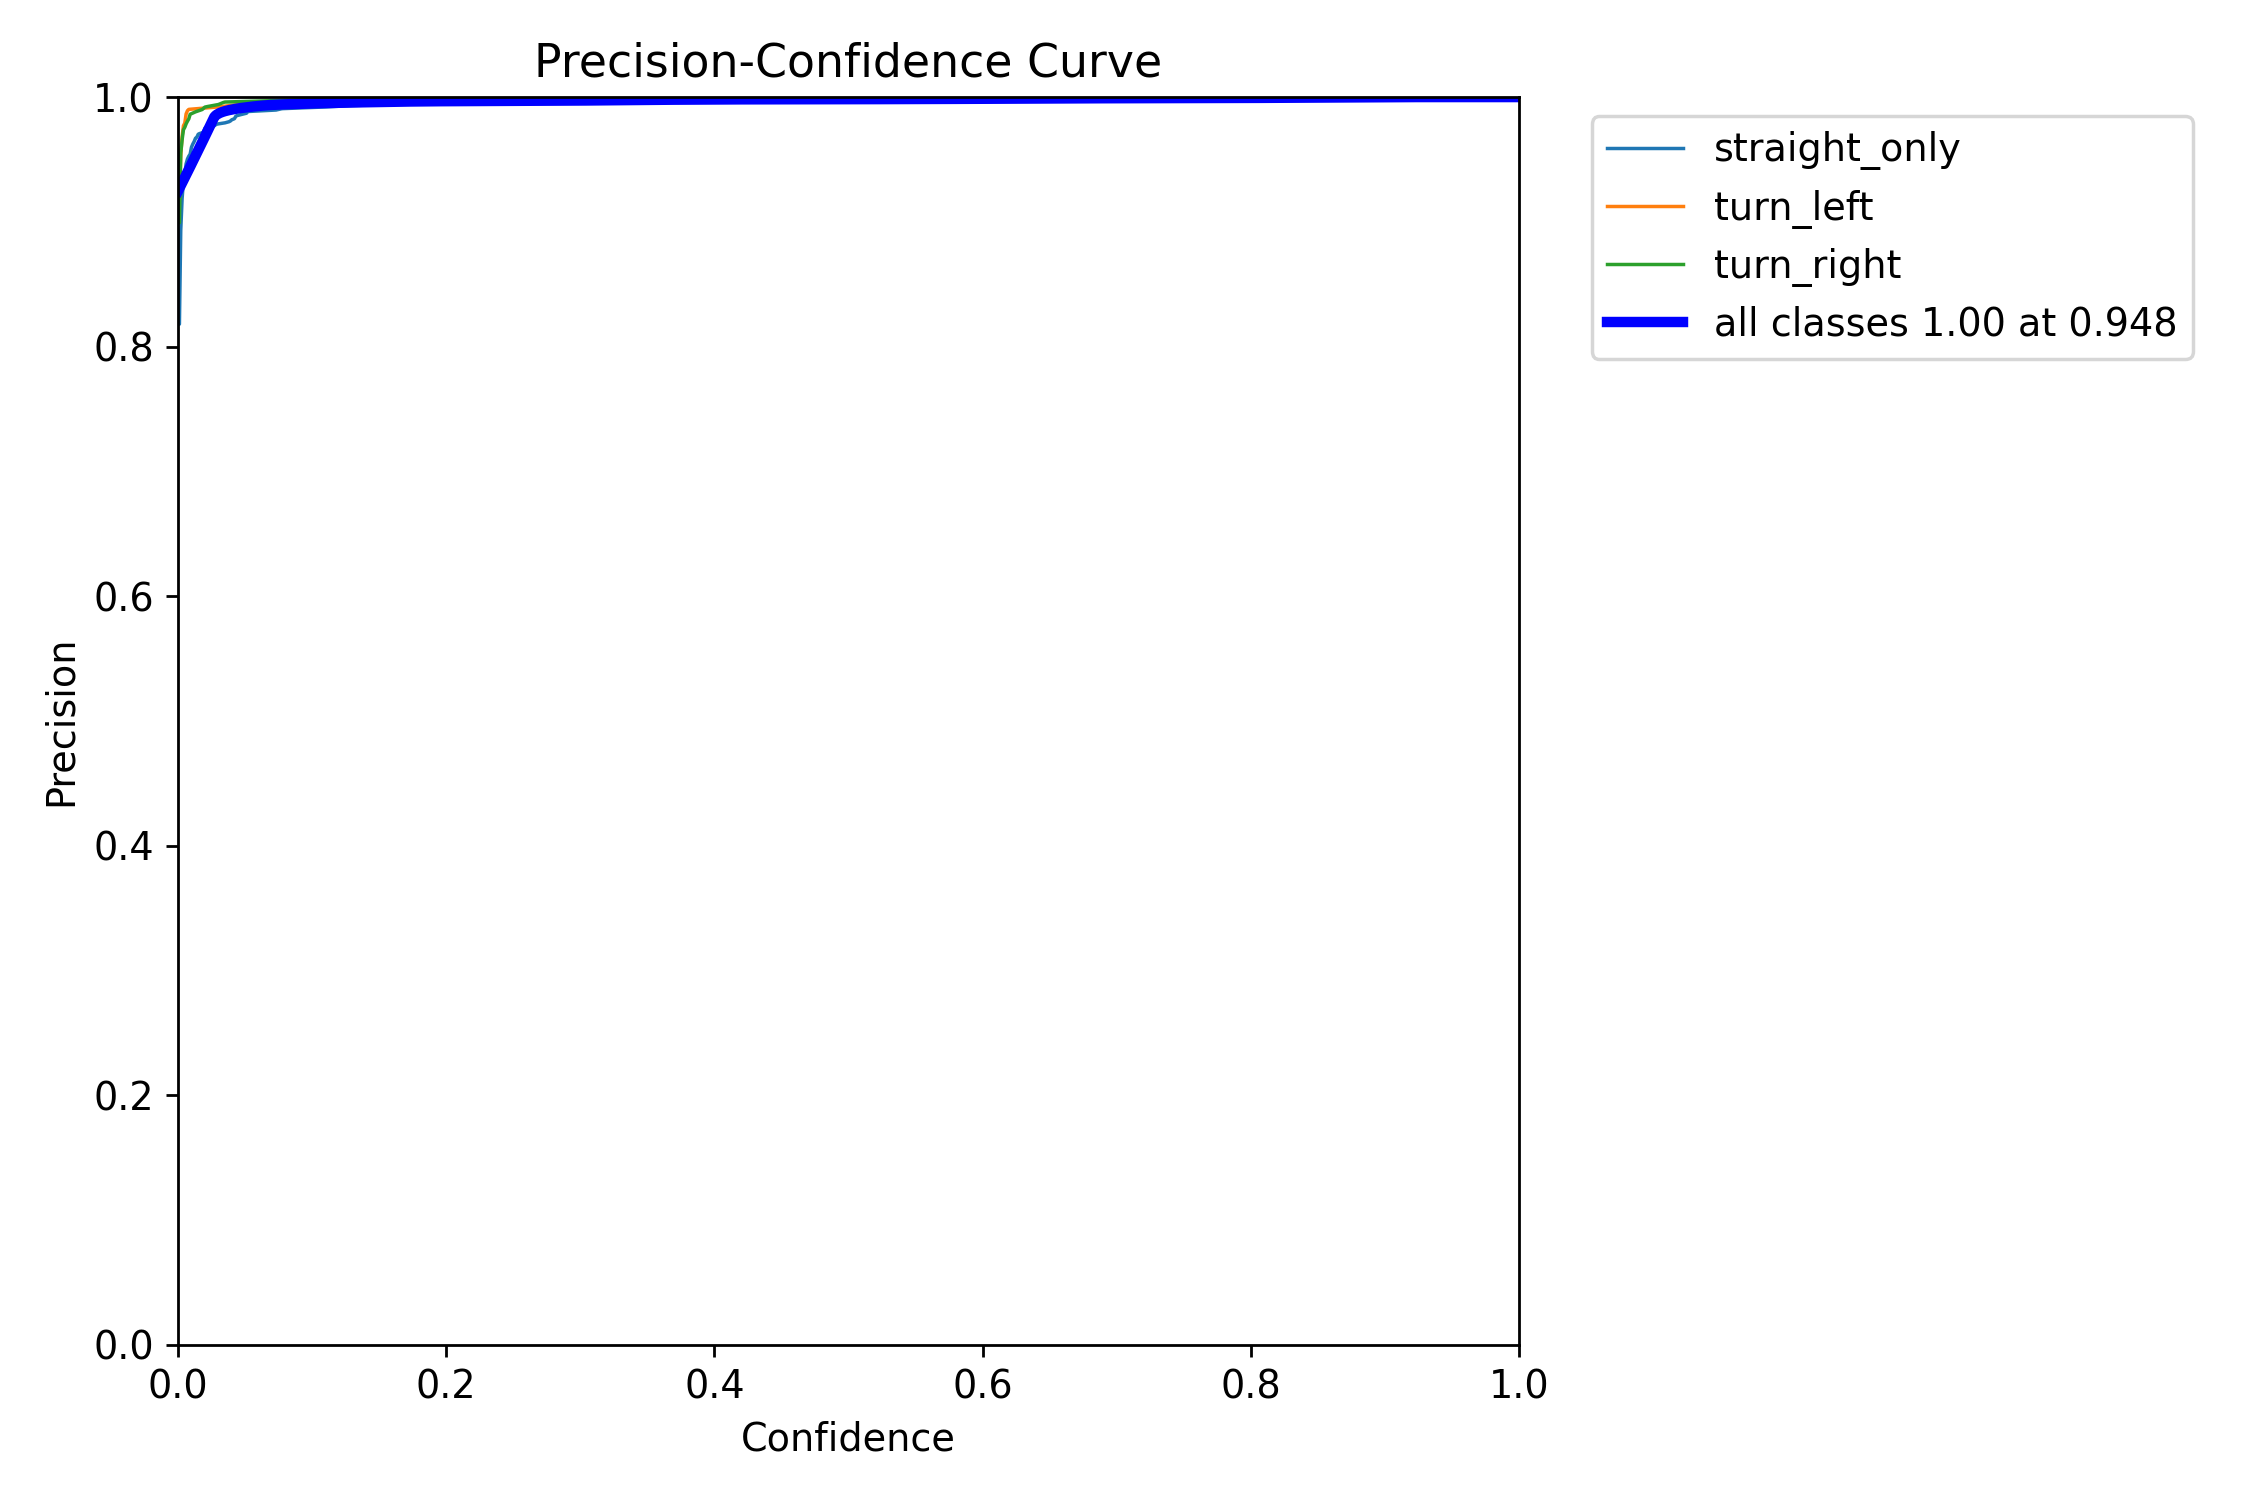 Precision-Confidence Curve
1.0
0.8
0.6
0.4
0.2
0.0
Precision
0.0 0.2 0.4 0.6 0.8 1.0
Confidence
straight_only
turn_left
turn_right
all classes 1.00 at 0.948